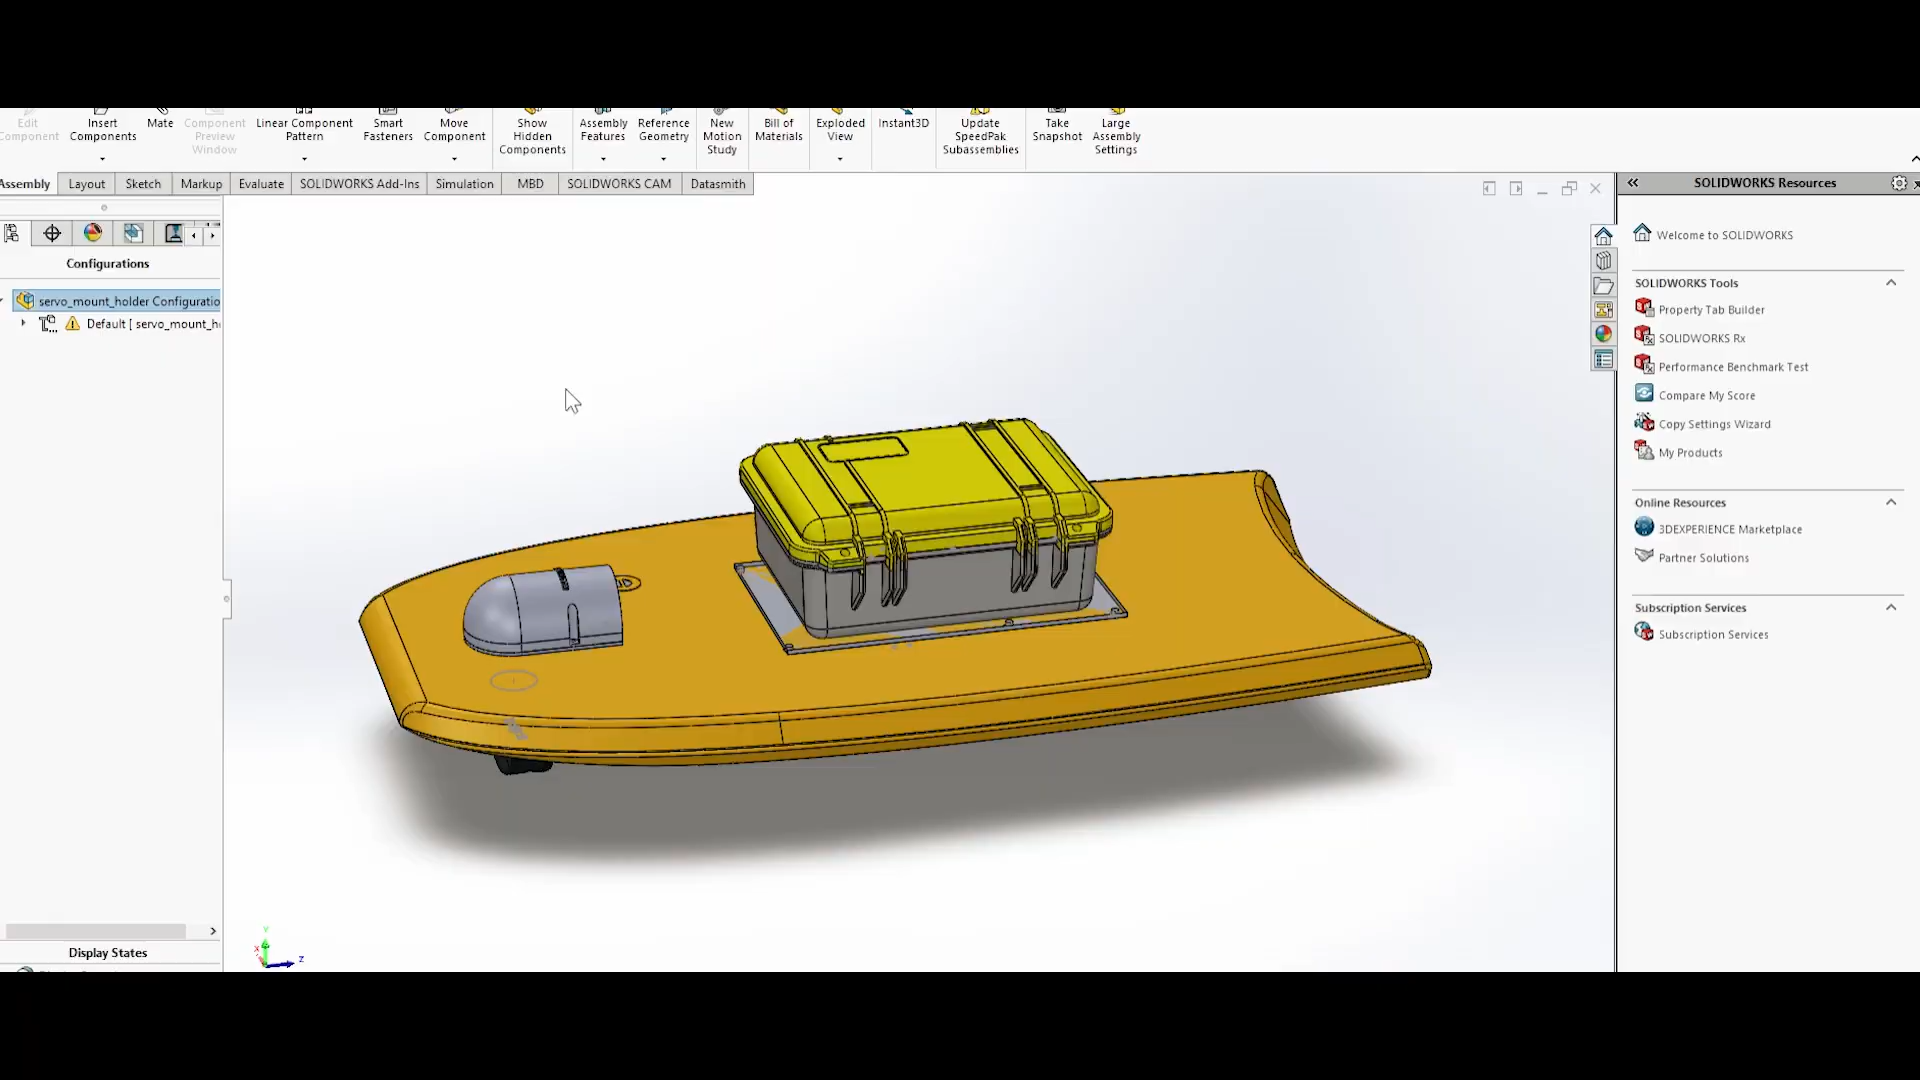 Edit
Component
Insert
Components
Mate
Component
Preview
Window
Linear Component
Pattern
Smart
Fasteners
Move
Component
Show
Hidden
Components
Assembly
Features
Reference
Geometry
New
Motion
Study
Bill of
Materials
Exploded
View
Instant3D
Update
SpeedPak
Subassemblies
Take
Snapshot
Large
Assembly
Settings
Assembly
Layout
Sketch
Markup
Evaluate
SOLIDWORKS Add-Ins
Simulation
MBD
SOLIDWORKS CAM
Datasmith
Configurations
servo_mount_holder Configuratio
Default [ servo_mount_h
Display States
Y
X
Z
SOLIDWORKS Resources
Welcome to SOLIDWORKS
SOLIDWORKS Tools
Property Tab Builder
SOLIDWORKS Rx
Performance Benchmark Test
Compare My Score
Copy Settings Wizard
My Products
Online Resources
3DEXPERIENCE Marketplace
Partner Solutions
Subscription Services
Subscription Services